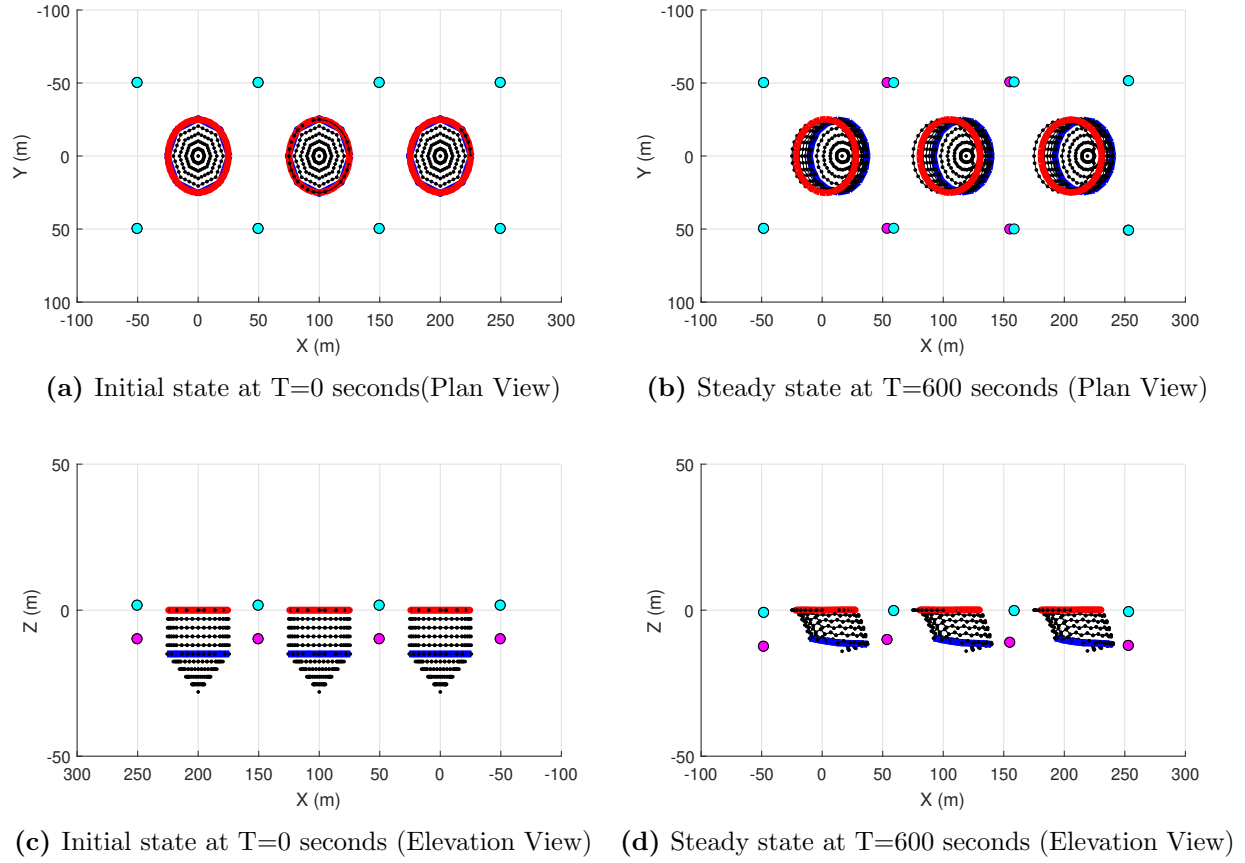 -100
-50
0
50
100
Y (m)
-100 -50 0 50 100 150 200 250 300
X (m)
(a) Initial state at T=0 seconds(Plan View)
-100
-50
0
50
100
Y (m)
-100 -50 0 50 100 150 200 250 300
X (m)
(b) Steady state at T=600 seconds (Plan View)
50
0
-50
Z (m)
300 250 200 150 100 50 0 -50 -100
X (m)
(c) Initial state at T=0 seconds (Elevation View)
50
0
-50
Z (m)
-100 -50 0 50 100 150 200 250 300
X (m)
(d) Steady state at T=600 seconds (Elevation View)